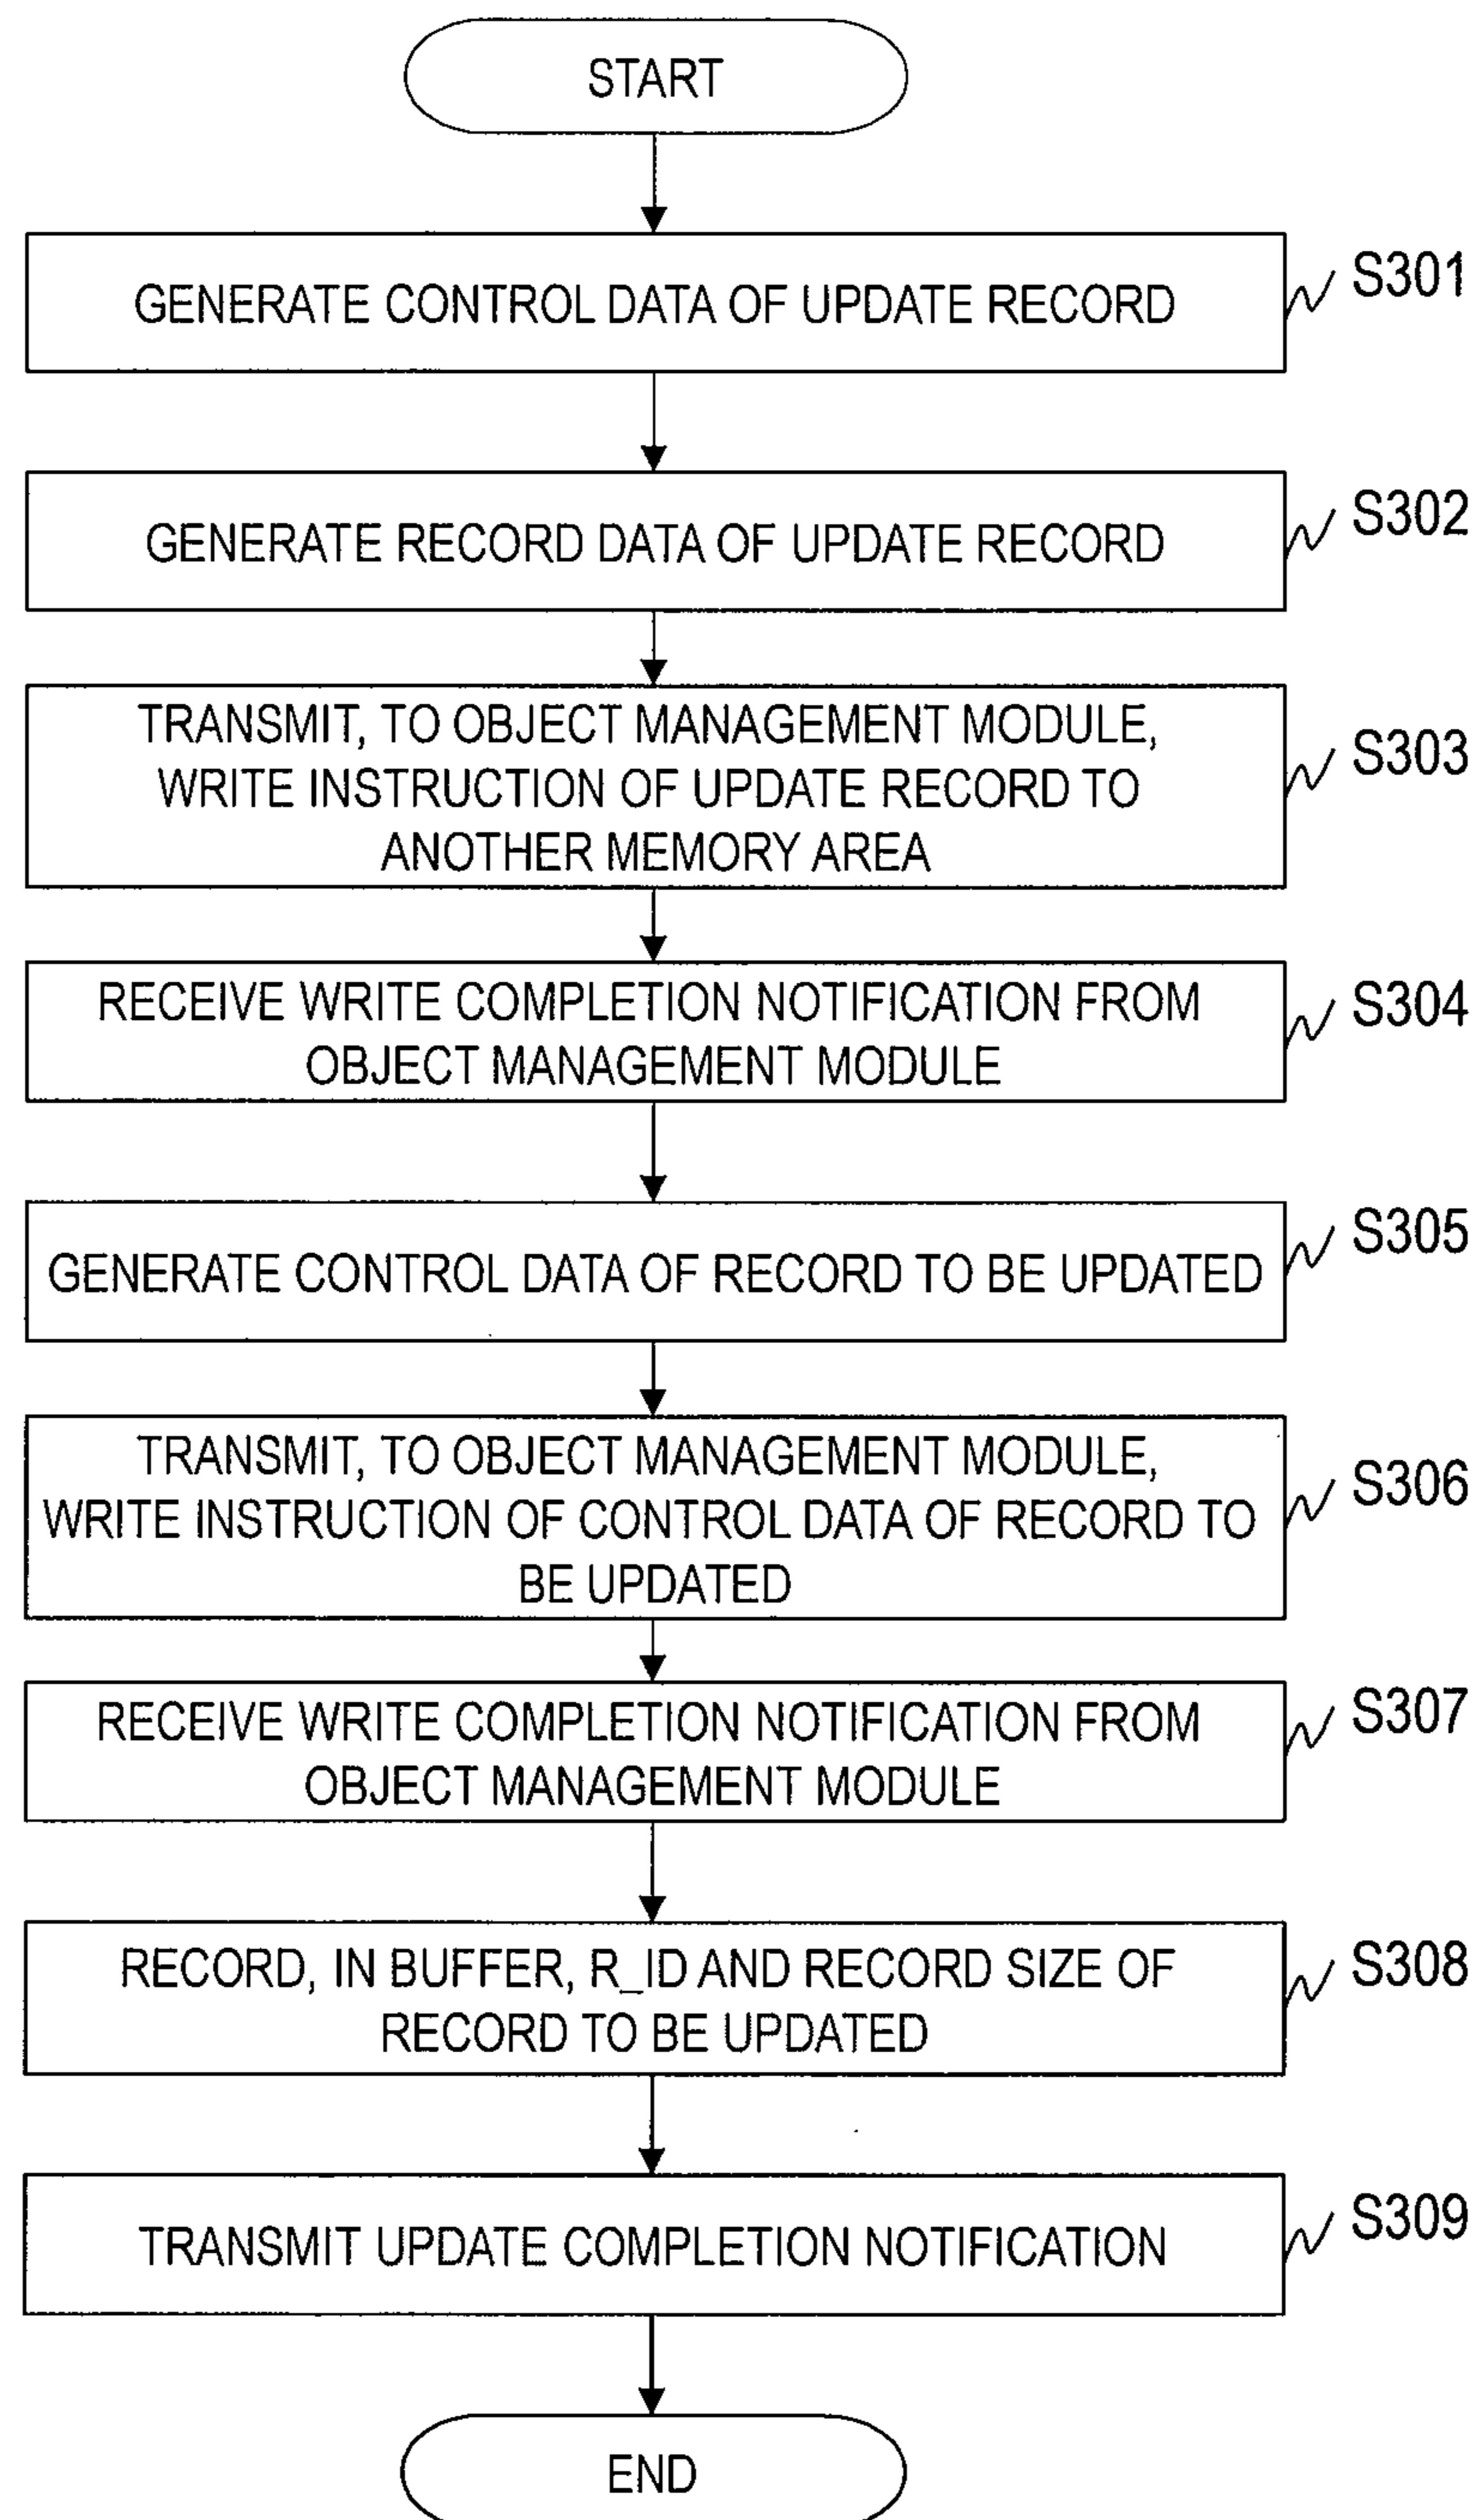 START
GENERATE CONTROL DATA OF UPDATE RECORD
S301
GENERATE RECORD DATA OF UPDATE RECORD
S302
TRANSMIT, TO OBJECT MANAGEMENT MODULE,
WRITE INSTRUCTION OF UPDATE RECORD TO
ANOTHER MEMORY AREA
S303
RECEIVE WRITE COMPLETION NOTIFICATION FROM
OBJECT MANAGEMENT MODULE
S304
GENERATE CONTROL DATA OF RECORD TO BE UPDATED
S305
TRANSMIT, TO OBJECT MANAGEMENT MODULE,
WRITE INSTRUCTION OF CONTROL DATA OF RECORD TO
BE UPDATED
S306
RECEIVE WRITE COMPLETION NOTIFICATION FROM
OBJECT MANAGEMENT MODULE
S307
RECORD, IN BUFFER, R_ID AND RECORD SIZE OF
RECORD TO BE UPDATED
S308
TRANSMIT UPDATE COMPLETION NOTIFICATION
S309
END